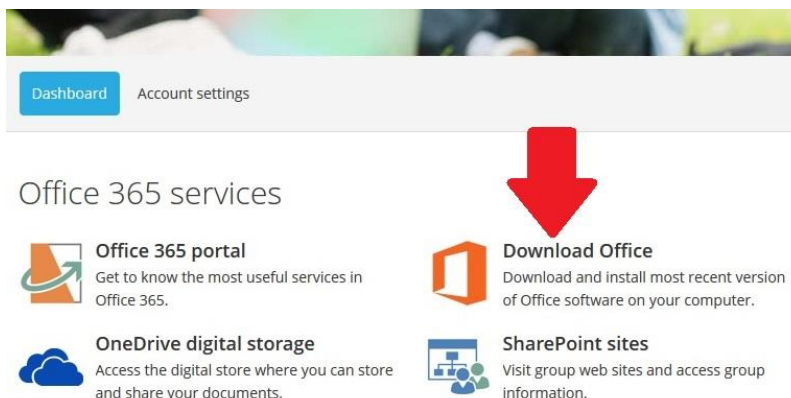 Dashboard Account settings
Office 365 services
Office 365 portal
Get to know the most useful services in
Office 365.
Download Office
Download and install most recent version
of Office software on your computer.
OneDrive digital storage
Access the digital store where you can store
and share your documents.
SharePoint sites
Visit group web sites and access group
information.